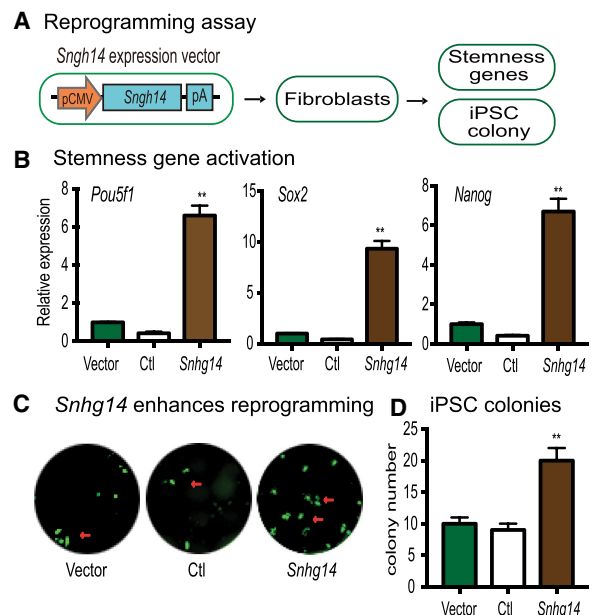 A Reprogramming assay
Sngh14 expression vector
pCMV Sngh14 pA
Fibroblasts
Stemness
genes
iPSC
colony
B Stemness gene activation
Relative expression
8
6
4
2
0
Pou5f1
**
Vector Ctl Snhg14
15
10
5
0
Sox2
**
Vector Ctl Snhg14
8
6
4
2
0
Nanog
**
Vector Ctl Snhg14
C Snhg14 enhances reprogramming
Vector Ctl Snhg14
D iPSC colonies
colony number
25
20
15
10
5
0
**
Vector Ctl Snhg14